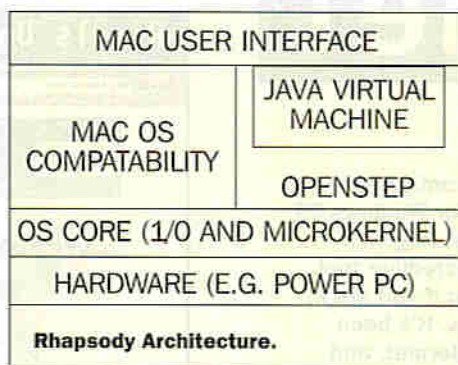 MAC USER INTERFACE
MAC OS
COMPATABILITY
JAVA VIRTUAL
MACHINE
OPENSTEP
OS CORE (1/0 AND MICROKERNEL)
HARDWARE (E.G. POWER PC)
Rhapsody Architecture.